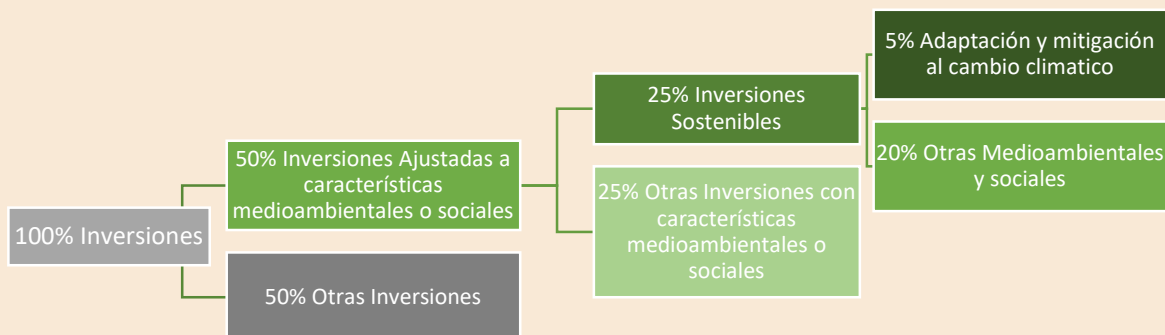 100% Inversiones
50% Inversiones Ajustadas a
características
medioambientales o sociales
50% Otras Inversiones
25% Inversiones
Sostenibles
25% Otras Inversiones con
características
medioambientales o
sociales
5% Adaptación y mitigación
al cambio climatico
20% Otras Medioambientales
y sociales